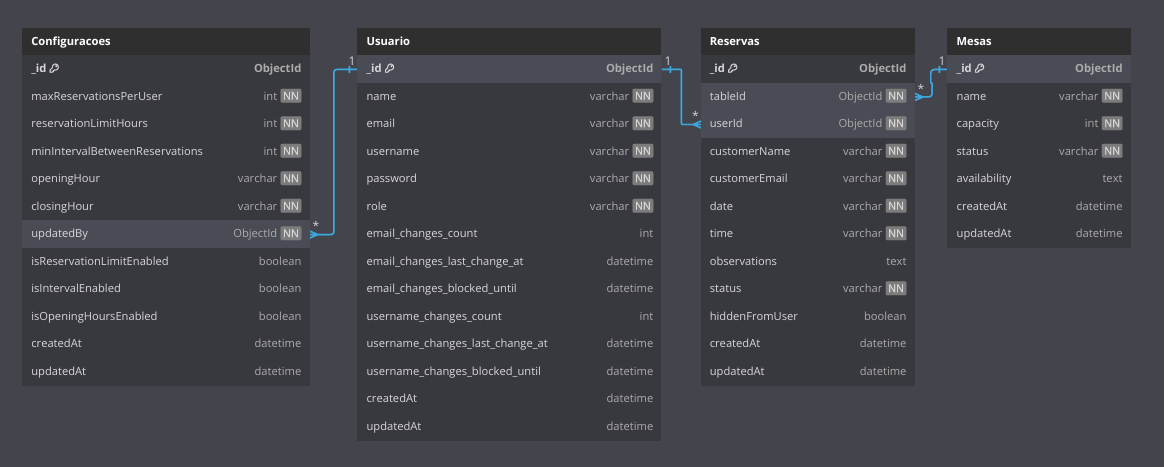 Configuracoes
_id ObjectId
maxReservationsPerUser int NN
reservationLimitHours int NN
minIntervalBetweenReservations int NN
openingHour varchar NN
closingHour varchar NN
updatedBy ObjectId NN
isReservationLimitEnabled boolean
isIntervalEnabled boolean
isOpeningHoursEnabled boolean
createdAt datetime
updatedAt datetime
*
1
Usuario
_id ObjectId
name varchar NN
email varchar NN
username varchar NN
password varchar NN
role varchar NN
email_changes_count int
email_changes_last_change_at datetime
email_changes_blocked_until datetime
username_changes_count int
username_changes_last_change_at datetime
username_changes_blocked_until datetime
createdAt datetime
updatedAt datetime
1
*
Reservas
_id ObjectId
tableId ObjectId NN
userId ObjectId NN
customerName varchar NN
customerEmail varchar NN
date varchar NN
time varchar NN
observations text
status varchar NN
hiddenFromUser boolean
createdAt datetime
updatedAt datetime
*
1
Mesas
_id ObjectId
name varchar NN
capacity int NN
status varchar NN
availability text
createdAt datetime
updatedAt datetime